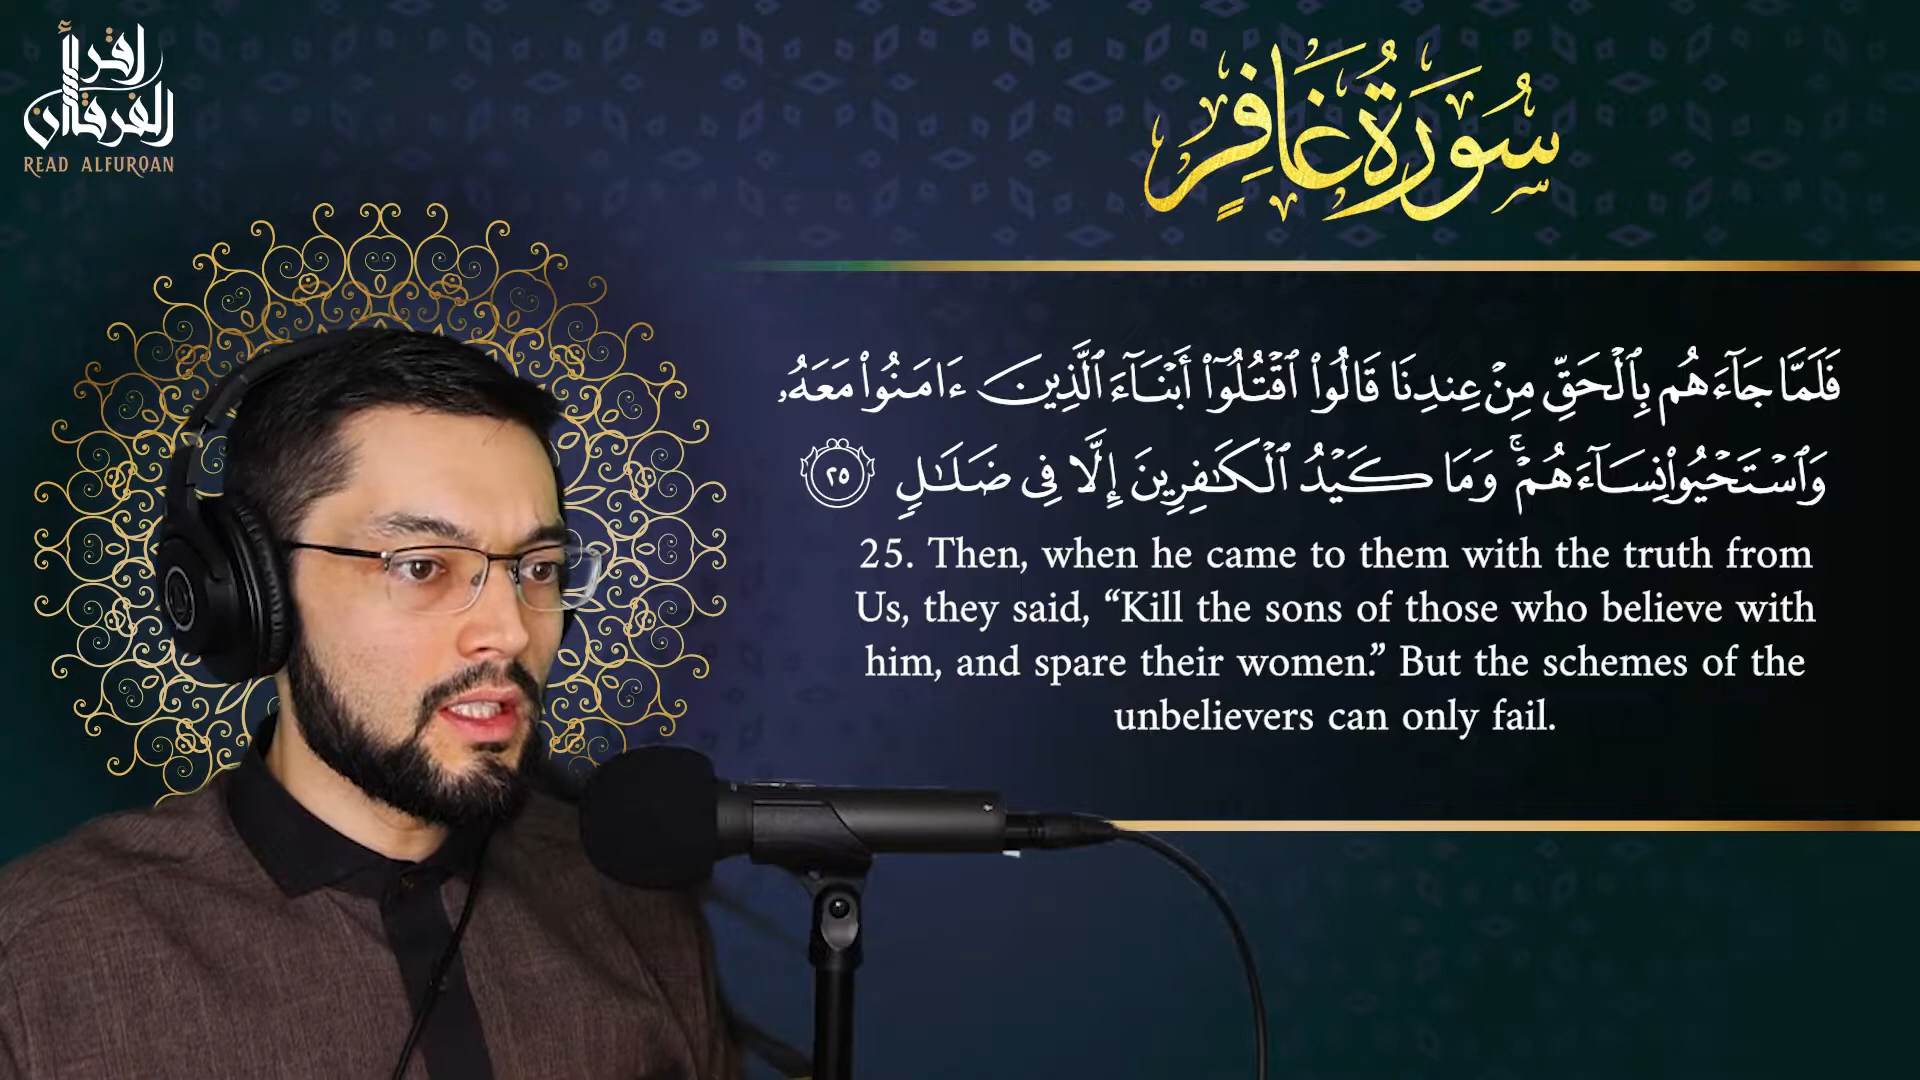 اقرأ
الفرقان
READ ALFURQAN
سُورَةُ غَافِرٍ
فَلَمَّا جَآءَهُم بِٱلْحَقِّ مِنْ عِندِنَا قَالُوا۟ ٱقْتُلُوٓا۟ أَبْنَآءَ ٱلَّذِينَ ءَامَنُوا۟ مَعَهُۥ
وَٱسْتَحْيُوا۟ نِسَآءَهُمْ ۚ وَمَا كَيْدُ ٱلْكَـٰفِرِينَ إِلَّا فِى ضَلَـٰلٍ ٢٥
25. Then, when he came to them with the truth from
Us, they said, “Kill the sons of those who believe with
him, and spare their women.” But the schemes of the
unbelievers can only fail.